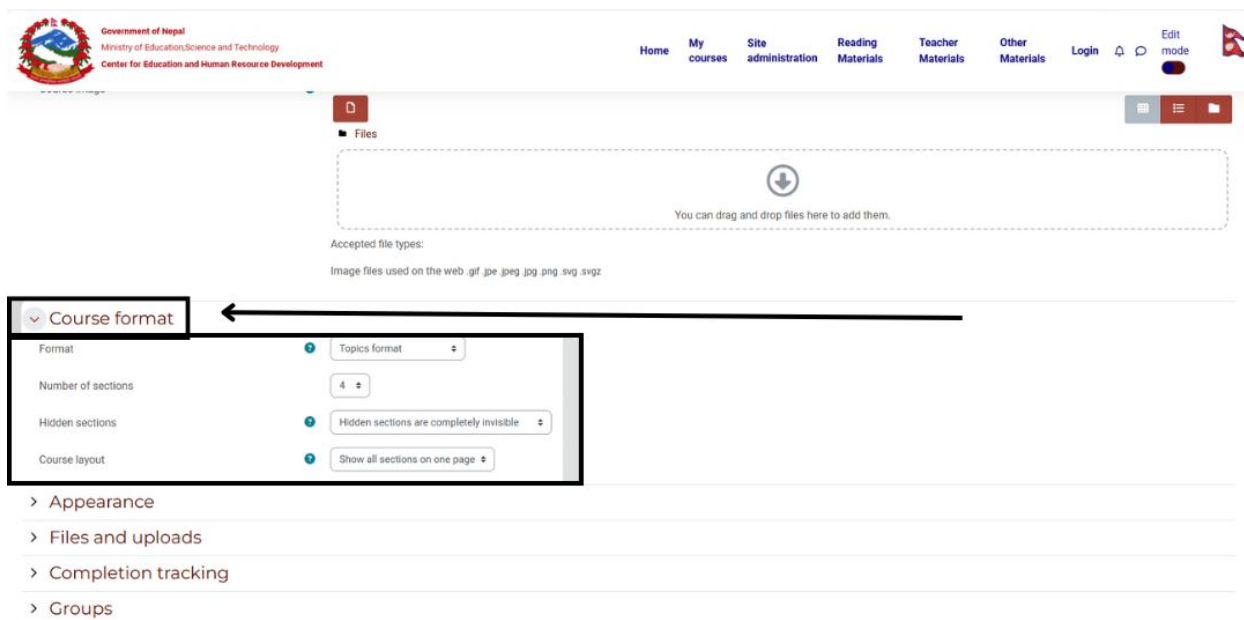 Government of Nepal
Ministry of Education,Science and Technology
Center for Education and Human Resource Development
Home
My courses
Site administration
Reading Materials
Teacher Materials
Other Materials
Login
Edit mode
Files
You can drag and drop files here to add them.
Accepted file types:
Image files used on the web .gif .jpe .jpeg .jpg .png .svg .svgz
Course format
Format
Topics format
Number of sections
4
Hidden sections
Hidden sections are completely invisible
Course layout
Show all sections on one page
Appearance
Files and uploads
Completion tracking
Groups